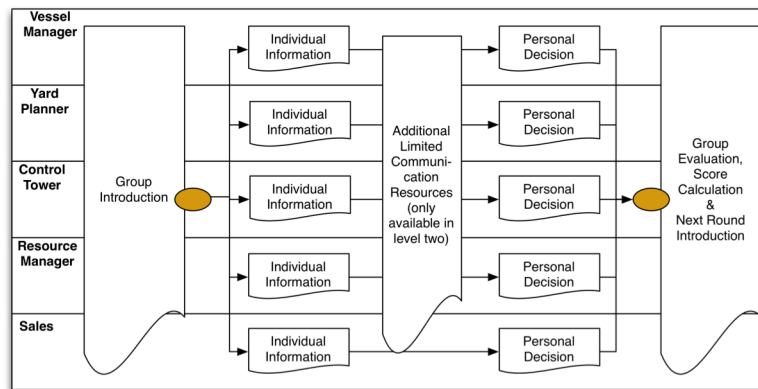 Vessel
Manager
Individual
Information
Personal
Decision
Yard
Planner
Individual
Information
Personal
Decision
Control
Tower
Group
Introduction
Individual
Information
Additional
Limited
Communi-
cation
Resources
(only
available in
level two)
Personal
Decision
Group
Evaluation,
Score
Calculation
&
Next Round
Introduction
Resource
Manager
Individual
Information
Personal
Decision
Sales
Individual
Information
Personal
Decision